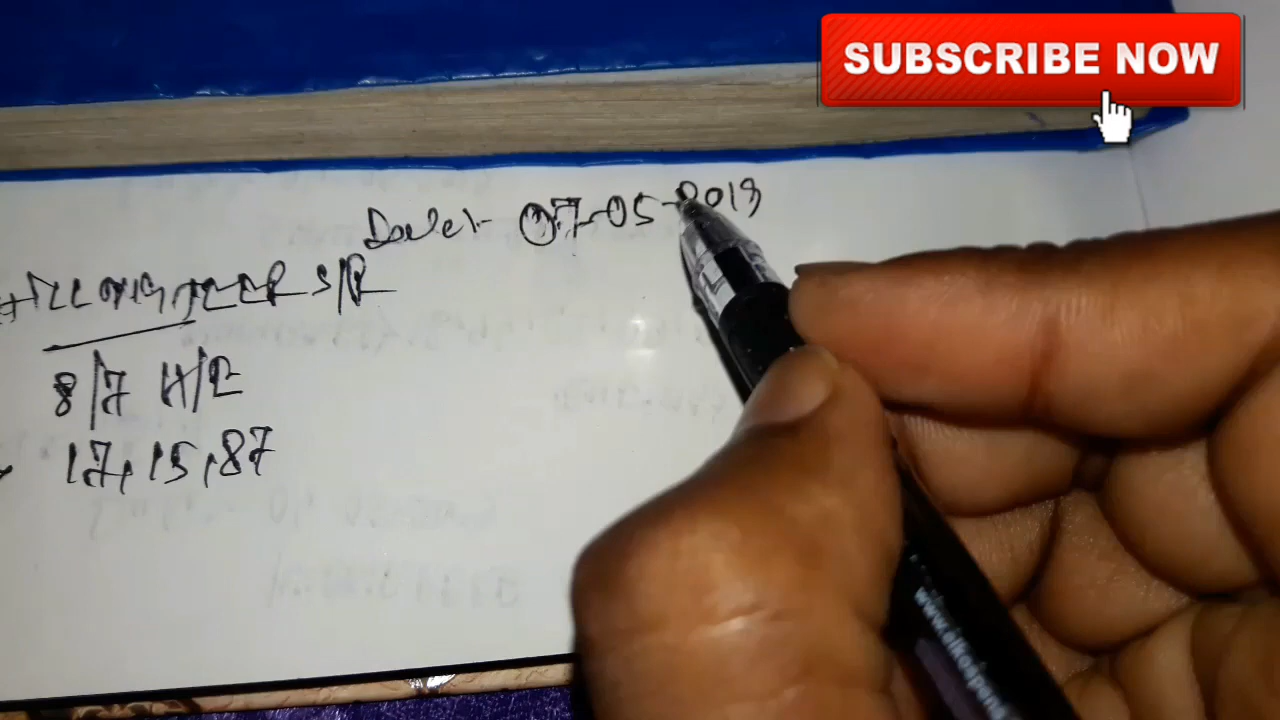 SUBSCRIBE NOW
Date:- 07-05-2019
S/R
8/7 H/E
17,15,87